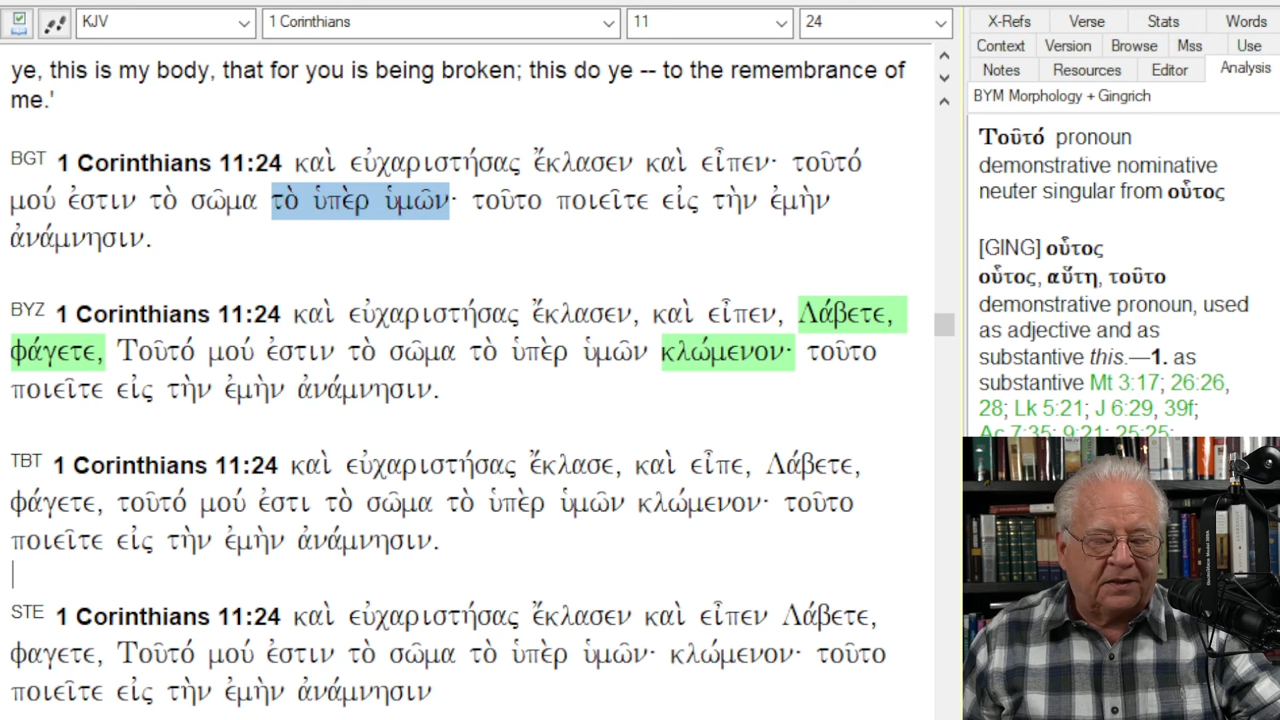 KJV 1 Corinthians 11 24
ye, this is my body, that for you is being broken; this do ye -- to the remembrance of
me.'
BGT 1 Corinthians 11:24 καὶ εὐχαριστήσας ἔκλασεν καὶ εἶπεν· τοῦτό
μού ἐστιν τὸ σῶμα τὸ ὑπὲρ ὑμῶν· τοῦτο ποιεῖτε εἰς τὴν ἐμὴν
ἀνάμνησιν.
BYZ 1 Corinthians 11:24 καὶ εὐχαριστήσας ἔκλασεν, καὶ εἶπεν, Λάβετε,
φάγετε, Τοῦτό μού ἐστιν τὸ σῶμα τὸ ὑπὲρ ὑμῶν κλώμενον· τοῦτο
ποιεῖτε εἰς τὴν ἐμὴν ἀνάμνησιν.
TBT 1 Corinthians 11:24 καὶ εὐχαριστήσας ἔκλασε, καὶ εἶπε, Λάβετε,
φάγετε, τοῦτό μού ἐστι τὸ σῶμα τὸ ὑπὲρ ὑμῶν κλώμενον· τοῦτο
ποιεῖτε εἰς τὴν ἐμὴν ἀνάμνησιν.
STE 1 Corinthians 11:24 καὶ εὐχαριστήσας ἔκλασεν καὶ εἶπεν Λάβετε,
φαγετε, Τοῦτό μού ἐστιν τὸ σῶμα τὸ ὑπὲρ ὑμῶν· κλώμενον· τοῦτο
ποιεῖτε εἰς τὴν ἐμὴν ἀνάμνησιν
X-Refs Verse Stats Words
Context Version Browse Mss Use
Notes Resources Editor Analysis
BYM Morphology + Gingrich
Τοῦτό pronoun
demonstrative nominative
neuter singular from οὗτος
[GING] οὗτος
οὗτος, αὕτη, τοῦτο
demonstrative pronoun, used
as adjective and as
substantive this.—1. as
substantive Mt 3:17; 26:26,
28; Lk 5:21; J 6:29, 39f;
Ac 7:35; 9:21; 25:25;